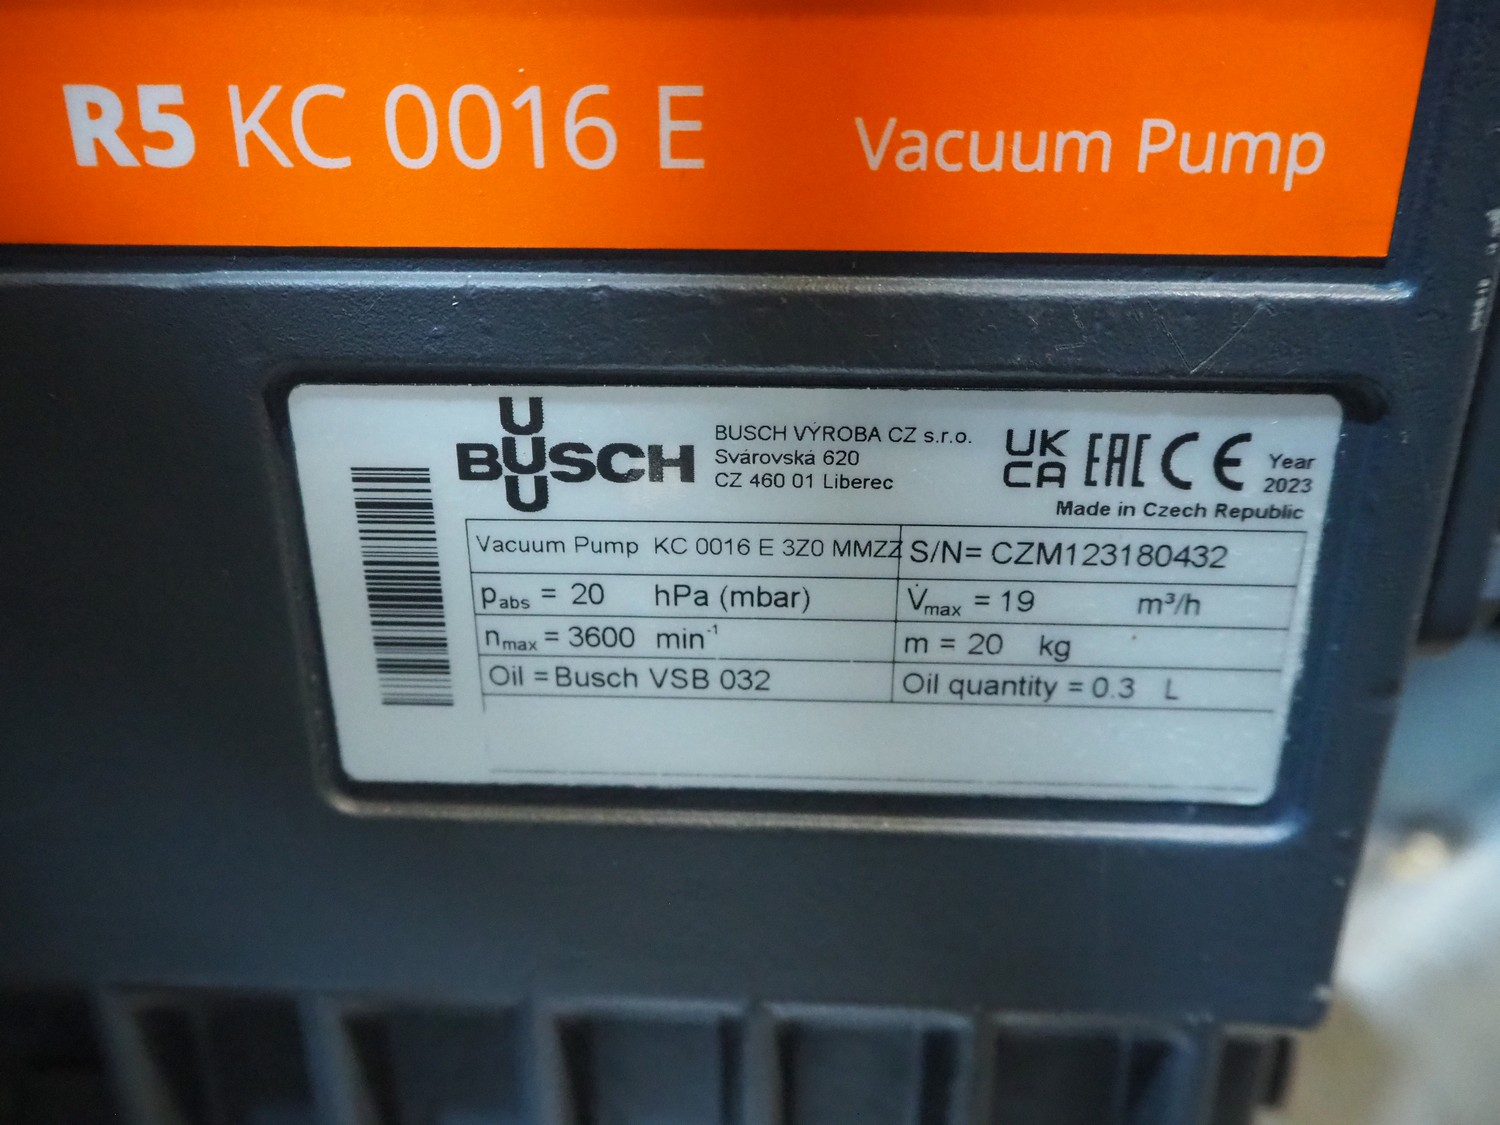 R5 KC 0016 E Vacuum Pump
U
BUSCH
U
BUSCH VÝROBA CZ s.r.o.
Svárovská 620
CZ 460 01 Liberec
UK
CA EAC CE Year
2023
Made in Czech Republic
Vacuum Pump KC 0016 E 3Z0 MMZZ S/N= CZM123180432
pabs = 20 hPa (mbar) V̇max = 19 m³/h
nmax = 3600 min⁻¹ m = 20 kg
Oil = Busch VSB 032 Oil quantity = 0.3 L